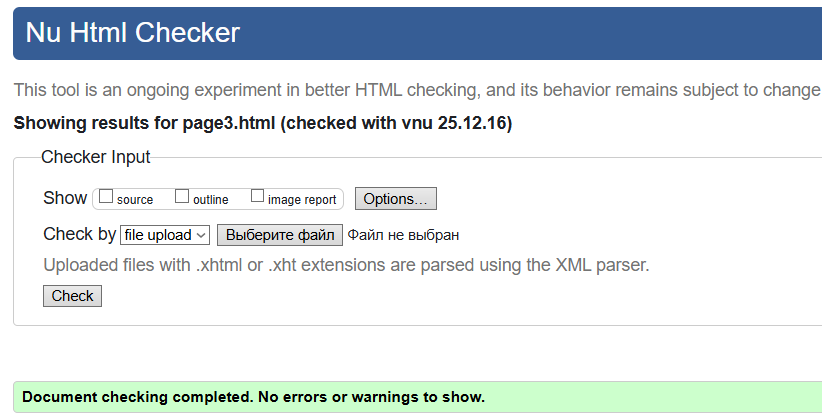 Nu Html Checker
This tool is an ongoing experiment in better HTML checking, and its behavior remains subject to change
Showing results for page3.html (checked with vnu 25.12.16)
Checker Input
Show source outline image report Options...
Check by file upload Выберите файл Файл не выбран
Uploaded files with .xhtml or .xht extensions are parsed using the XML parser.
Check
Document checking completed. No errors or warnings to show.